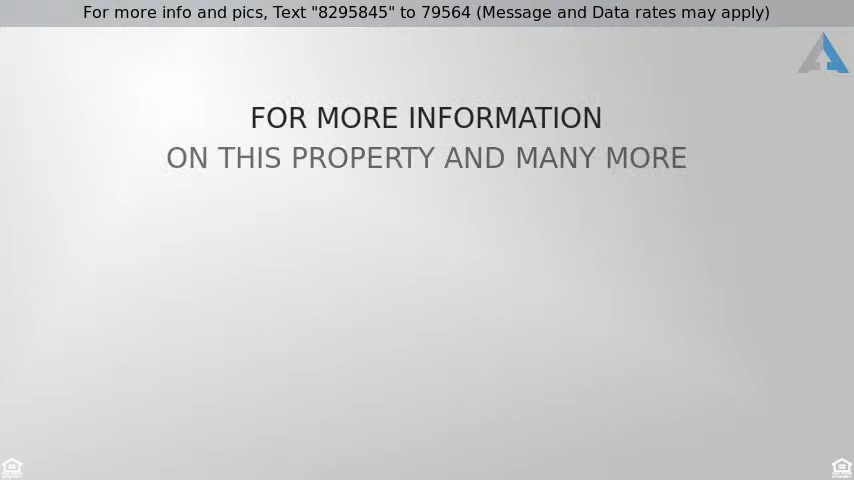 For more info and pics, Text "8295845" to 79564 (Message and Data rates may apply)
FOR MORE INFORMATION
ON THIS PROPERTY AND MANY MORE